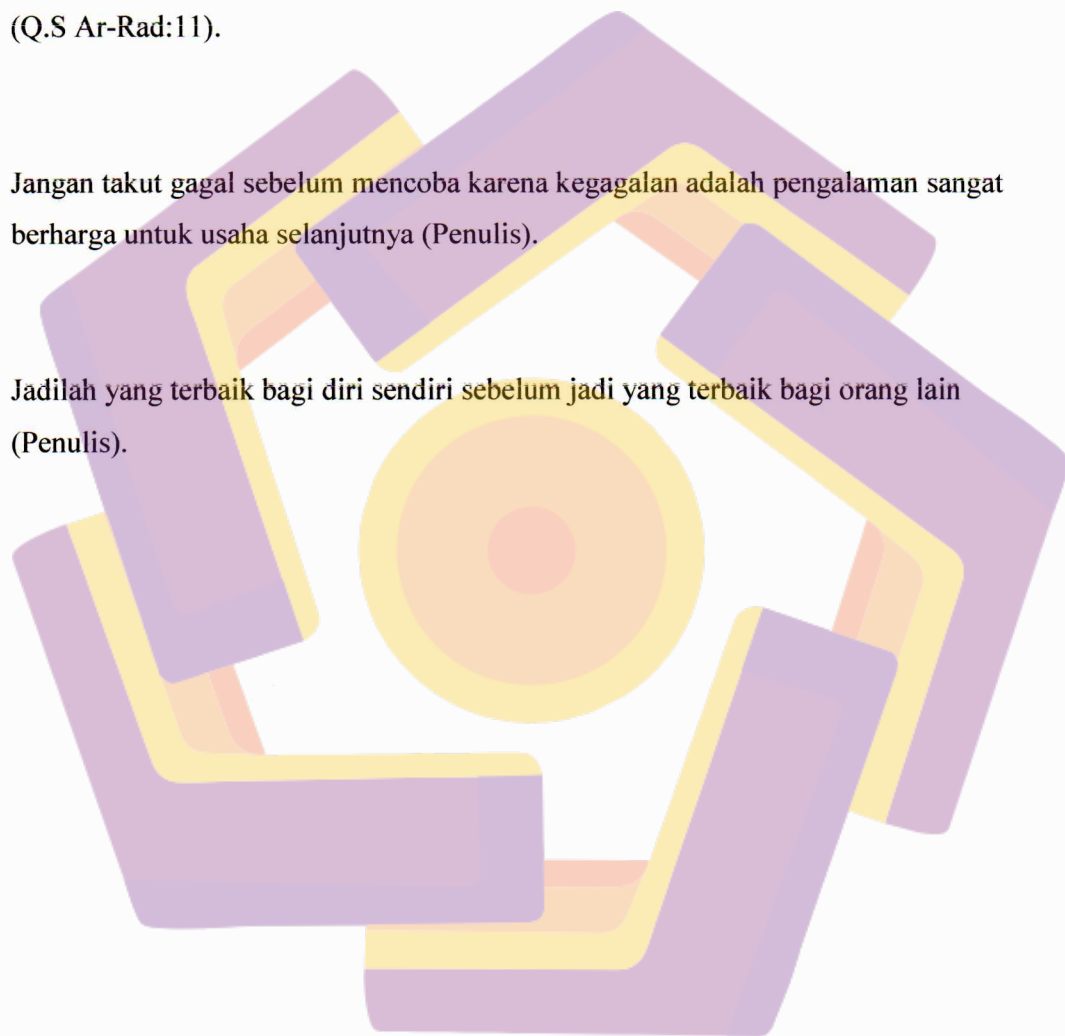 (Q.S Ar-Rad:11).
Jangan takut gagal sebelum mencoba karena kegagalan adalah pengalaman sangat
berharga untuk usaha selanjutnya (Penulis).
Jadilah yang terbaik bagi diri sendiri sebelum jadi yang terbaik bagi orang lain
(Penulis).